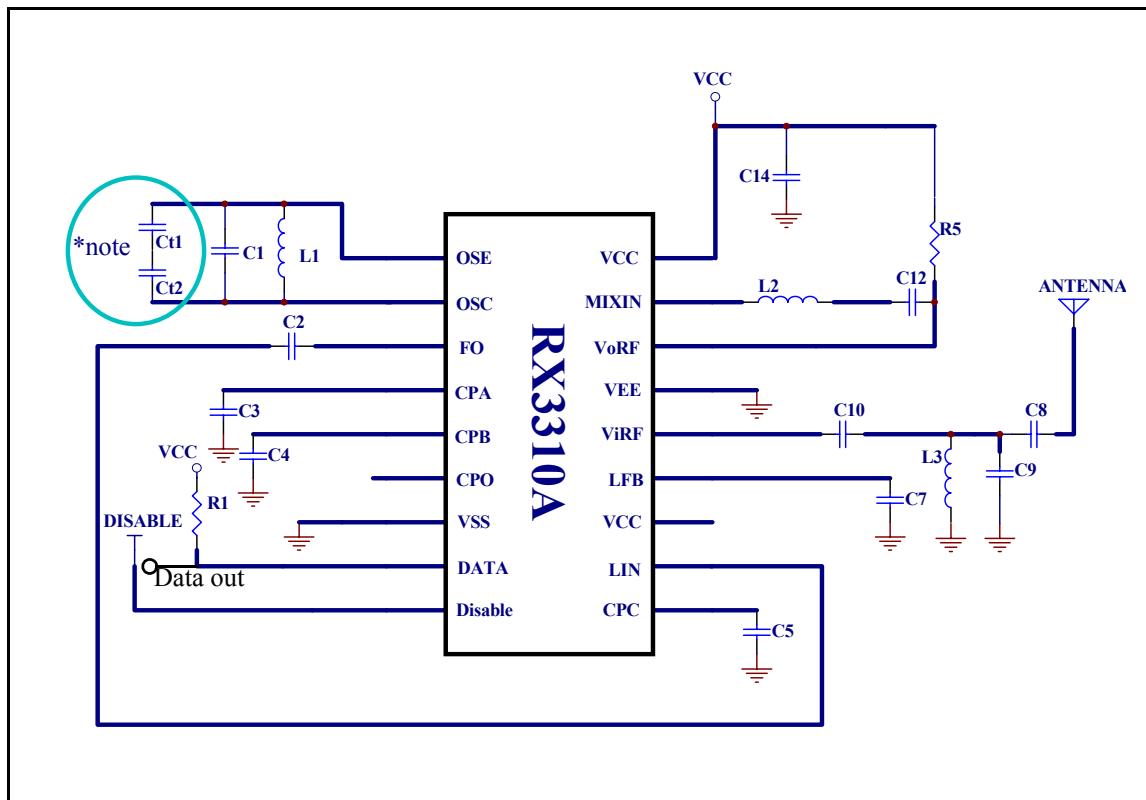 VCC
C14
R5
*note
Ct1
Ct2
C1
L1
OSE
OSC
FO
CPA
CPB
CPO
VSS
DATA
Disable
RX3310A
VCC
MIXIN
VoRF
VEE
ViRF
LFB
VCC
LIN
CPC
L2
C12
ANTENNA
C2
C3
C4
VCC
R1
DISABLE
Data out
C10
C8
L3
C9
C7
C5